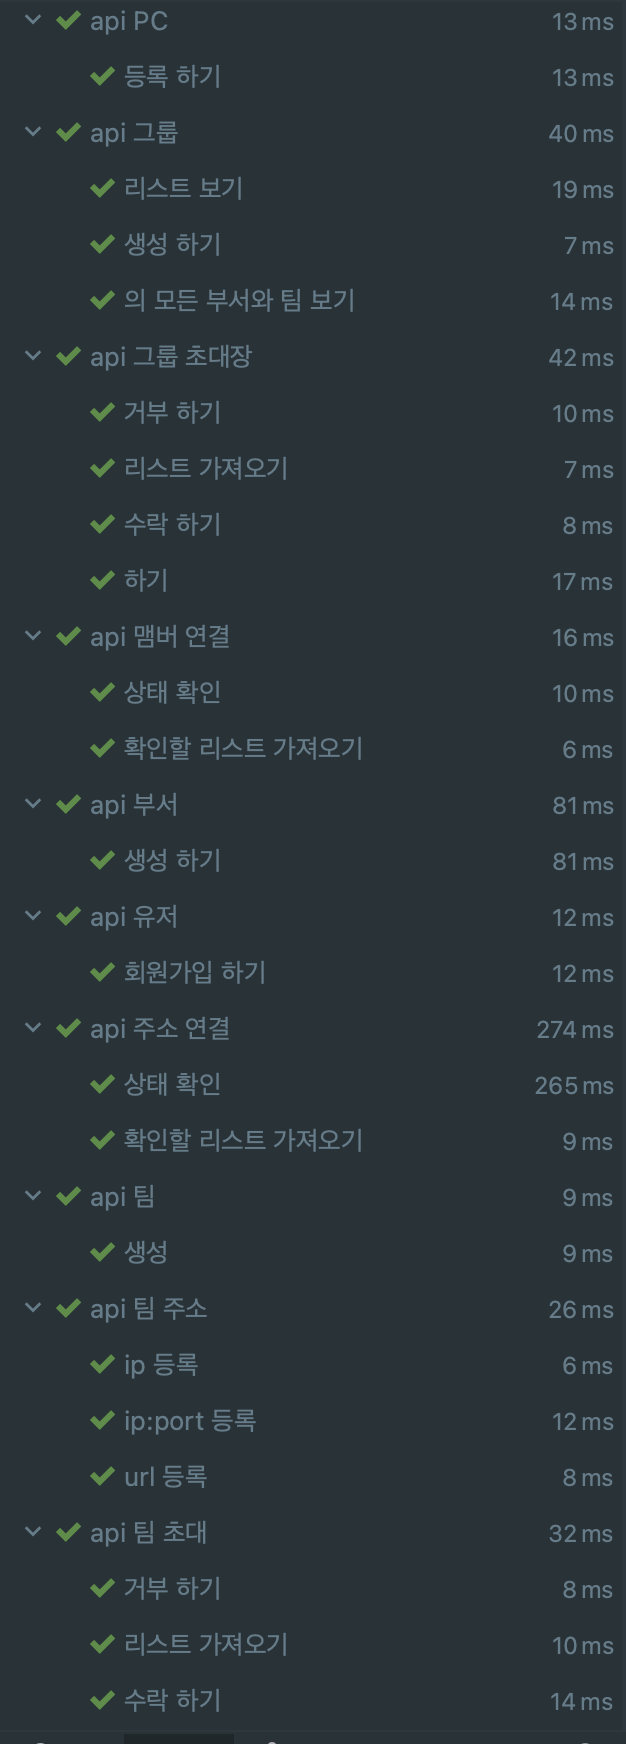 api PC 13 ms
등록 하기 13 ms
api 그룹 40 ms
리스트 보기 19 ms
생성 하기 7 ms
의 모든 부서와 팀 보기 14 ms
api 그룹 초대장 42 ms
거부 하기 10 ms
리스트 가져오기 7 ms
수락 하기 8 ms
하기 17 ms
api 맴버 연결 16 ms
상태 확인 10 ms
확인할 리스트 가져오기 6 ms
api 부서 81 ms
생성 하기 81 ms
api 유저 12 ms
회원가입 하기 12 ms
api 주소 연결 274 ms
상태 확인 265 ms
확인할 리스트 가져오기 9 ms
api 팀 9 ms
생성 9 ms
api 팀 주소 26 ms
ip 등록 6 ms
ip:port 등록 12 ms
url 등록 8 ms
api 팀 초대 32 ms
거부 하기 8 ms
리스트 가져오기 10 ms
수락 하기 14 ms